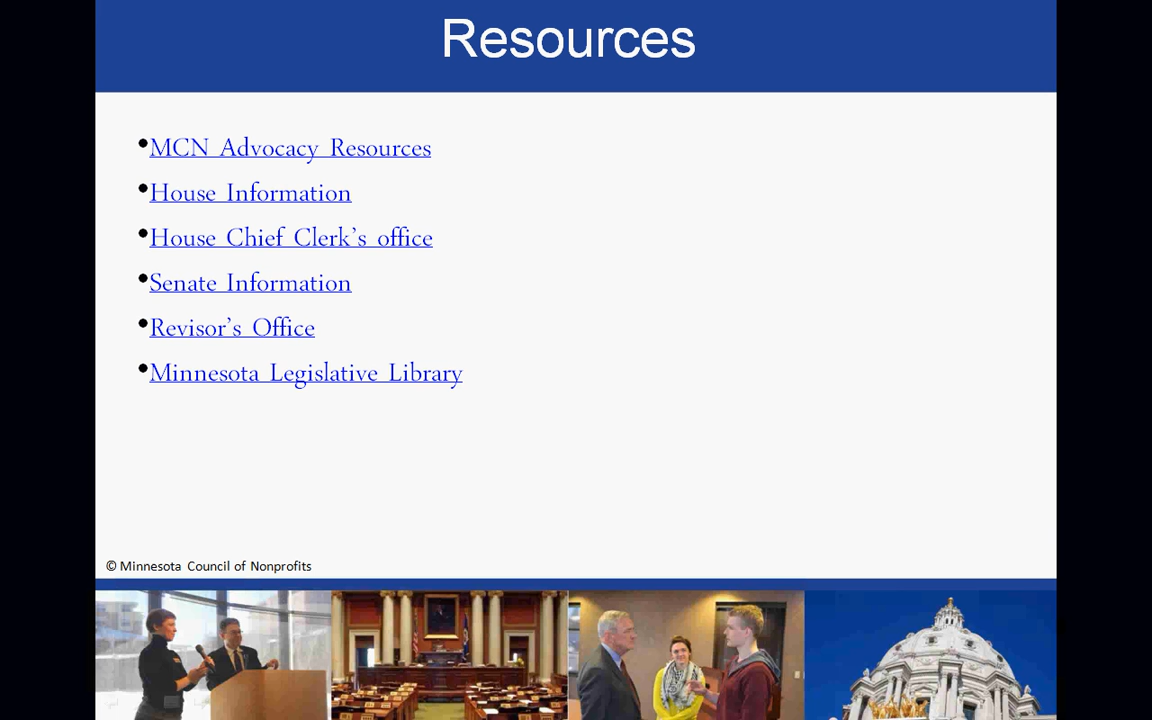 Resources
•MCN Advocacy Resources
•House Information
•House Chief Clerk’s office
•Senate Information
•Revisor’s Office
•Minnesota Legislative Library
© Minnesota Council of Nonprofits